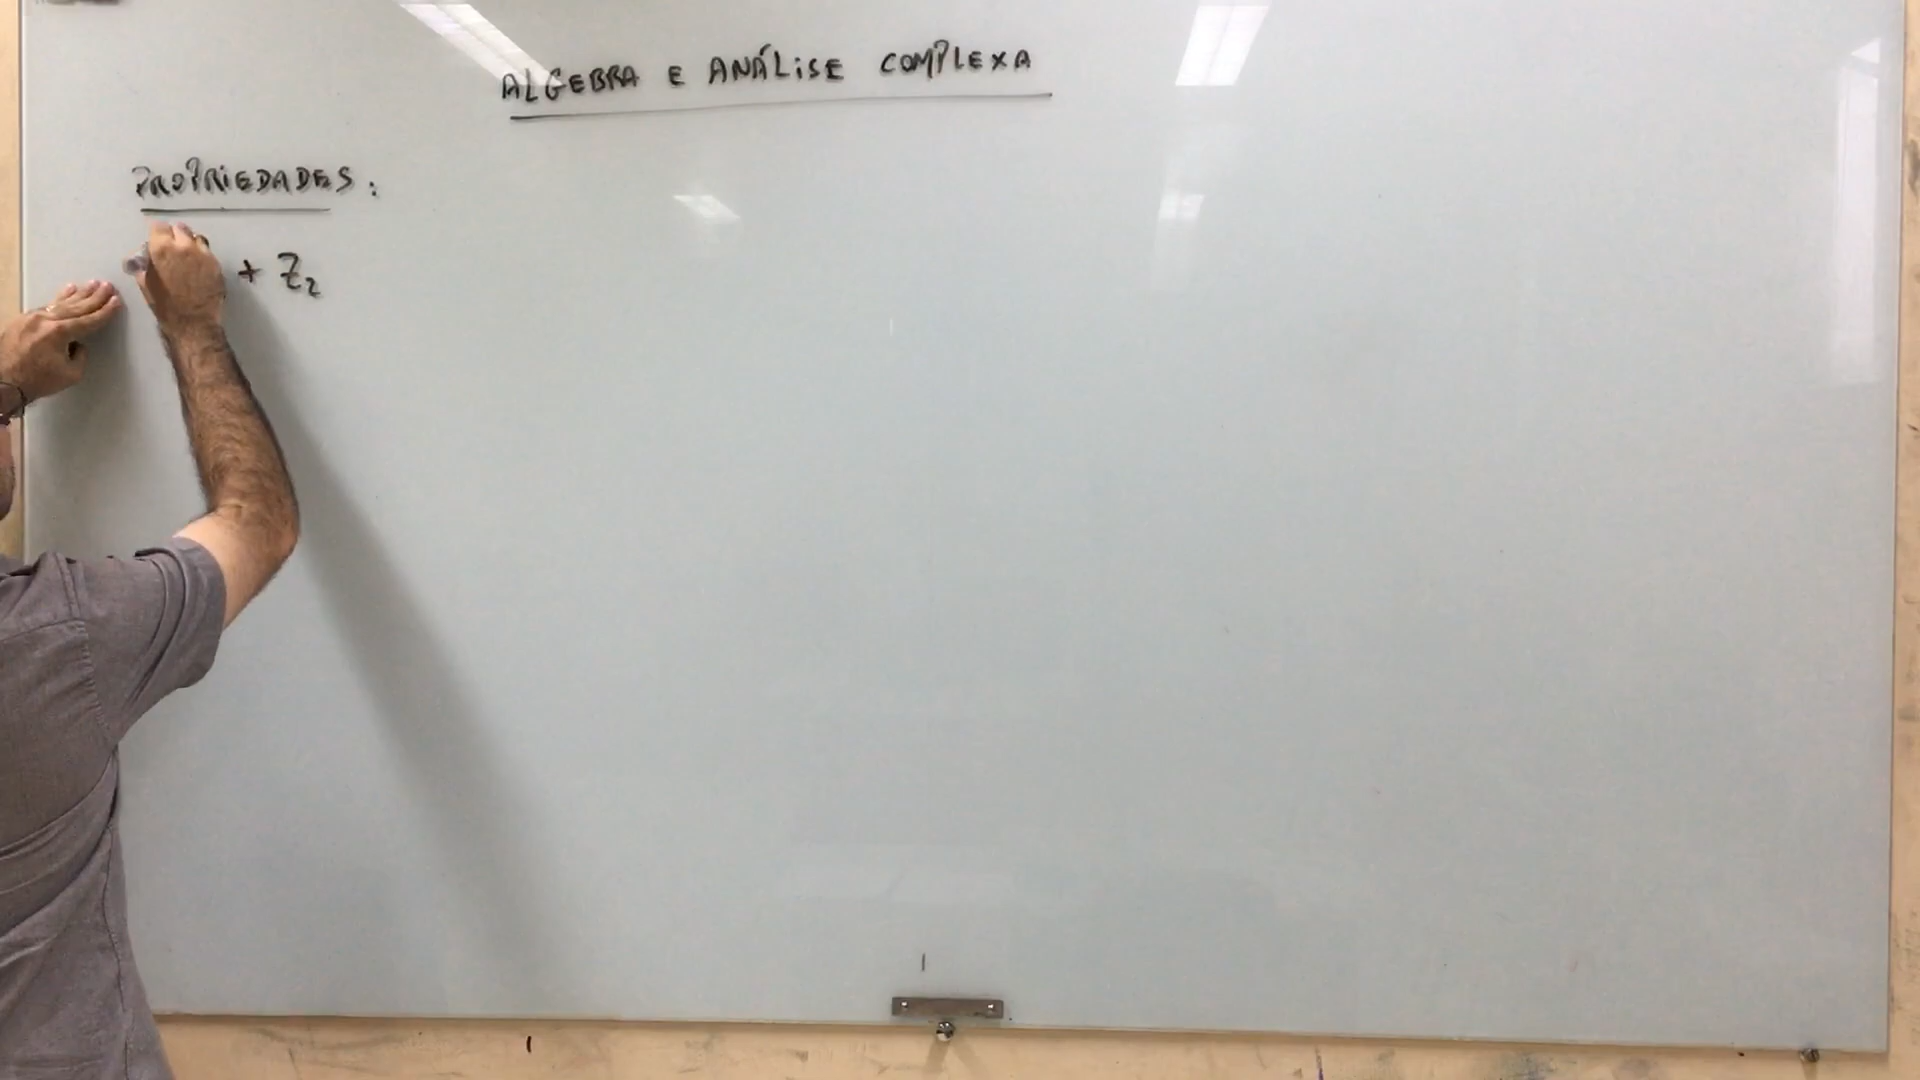 ALGEBRA E ANÁLISE COMPLEXA
PROPRIEDADES:
+ Z₂